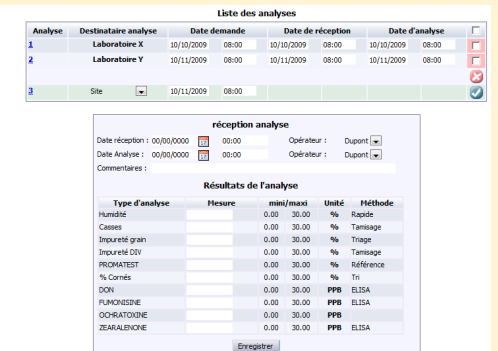 Liste des analyses
Analyse Destinataire analyse Date demande Date de réception Date d'analyse
1 Laboratoire X 10/10/2009 08:00 10/10/2009 08:00 10/10/2009 08:00
2 Laboratoire Y 10/11/2009 08:00 10/11/2009 08:00 10/11/2009 08:00
3 Site 10/11/2009 08:00
réception analyse
Date réception : 00/00/0000 00:00 Opérateur : Dupont
Date Analyse : 00/00/0000 00:00 Opérateur : Dupont
Commentaires :
Résultats de l'analyse
Type d'analyse Mesure mini/maxi Unité Méthode
Humidité 0.00 30.00 % Rapide
Casses 0.00 30.00 % Tamisage
Impureté grain 0.00 30.00 % Triage
Impureté DIV 0.00 30.00 % Tamisage
PROMATEST 0.00 30.00 % Référence
% Cornés 0.00 30.00 % Tri
DON 0.00 30.00 PPB ELISA
FUMONISINE 0.00 30.00 PPB ELISA
OCHRATOXINE 0.00 30.00 PPB
ZEARALENONE 0.00 30.00 PPB ELISA
Enregistrer